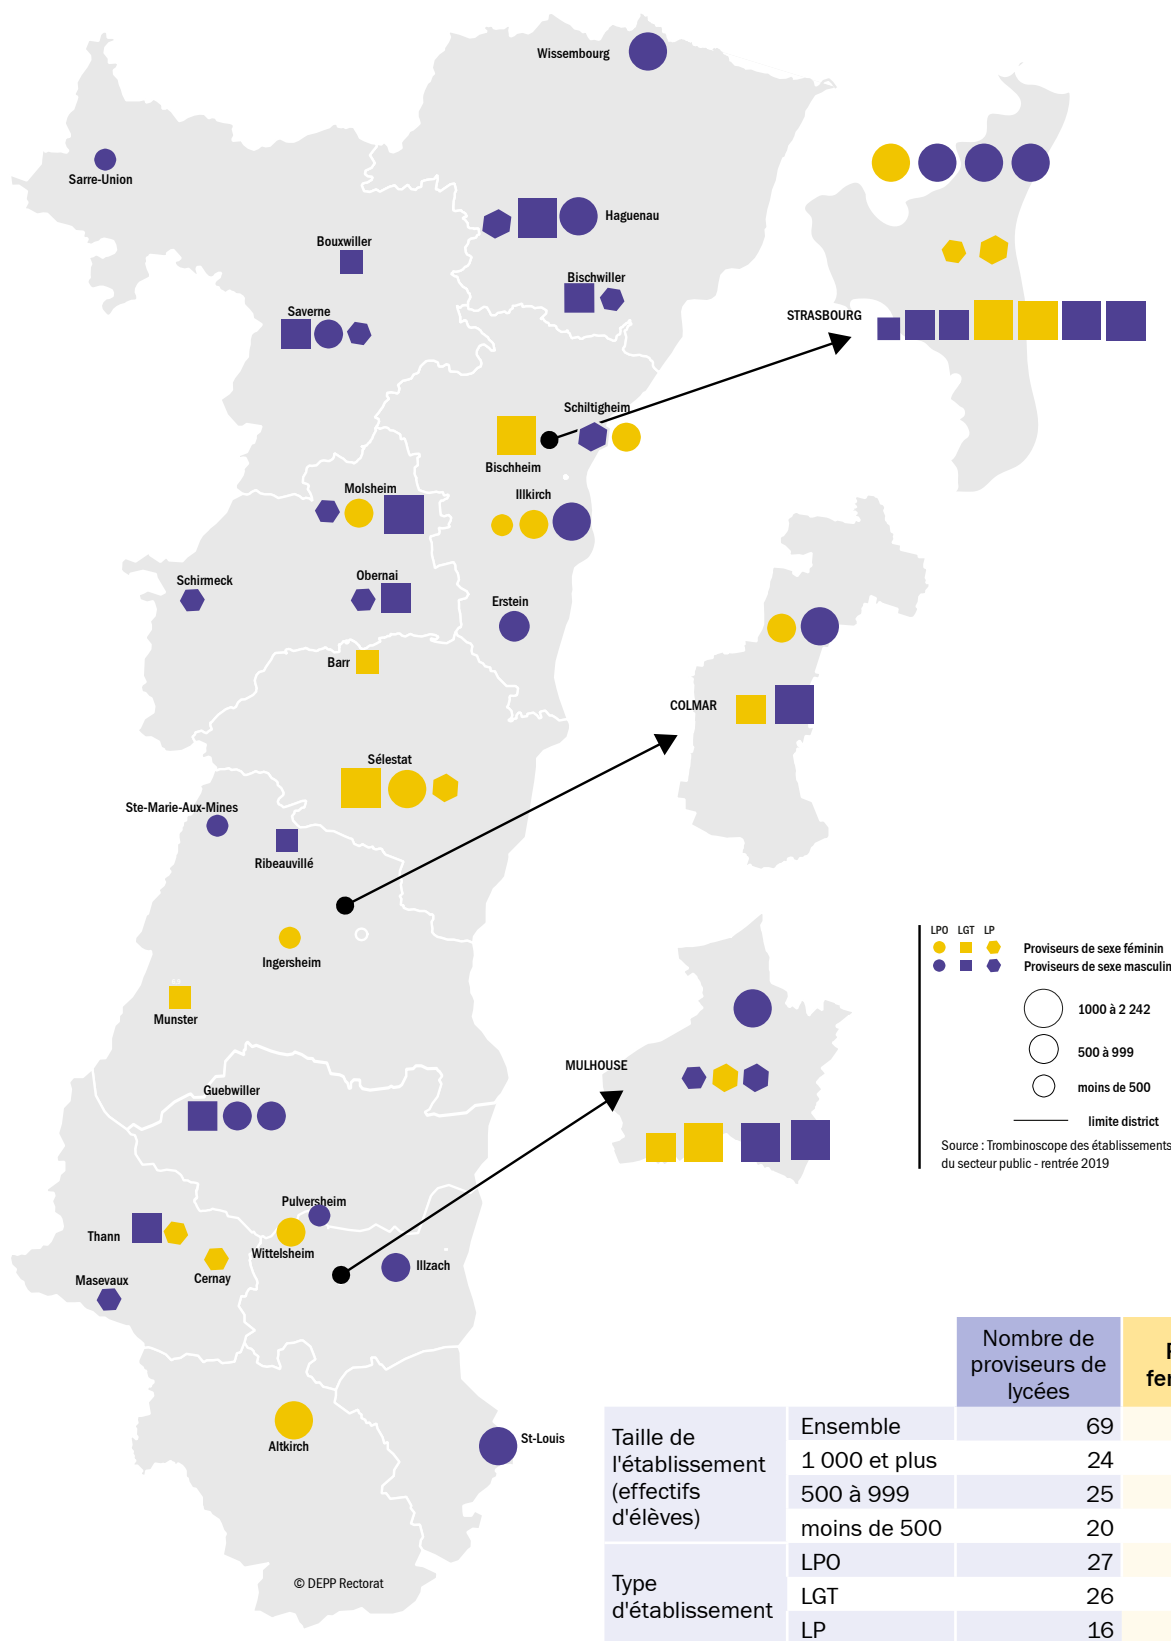 Wissembourg
Sarre-Union
Haguenau
Bouxwiller
Bischwiller
Saverne
STRASBOURG
Schiltigheim
Bischheim
Molsheim
Illkirch
Schirmeck
Obernai
Erstein
Barr
COLMAR
Sélestat
Ste-Marie-Aux-Mines
Ribeauvillé
Ingersheim
Munster
LPO LGT LP
Proviseurs de sexe féminin
Proviseurs de sexe masculin
1000 à 2 242
500 à 999
moins de 500
limite district
Source : Trombinoscope des établissements
du secteur public - rentrée 2019
MULHOUSE
Guebwiller
Pulversheim
Thann
Wittelsheim
Cernay
Illzach
Masevaux
Altkirch
St-Louis
© DEPP Rectorat
Nombre de
proviseurs de
lycées
Taille de
l'établissement
(effectifs
d'élèves)
Ensemble 69
1 000 et plus 24
500 à 999 25
moins de 500 20
Type
d'établissement
LPO 27
LGT 26
LP 16